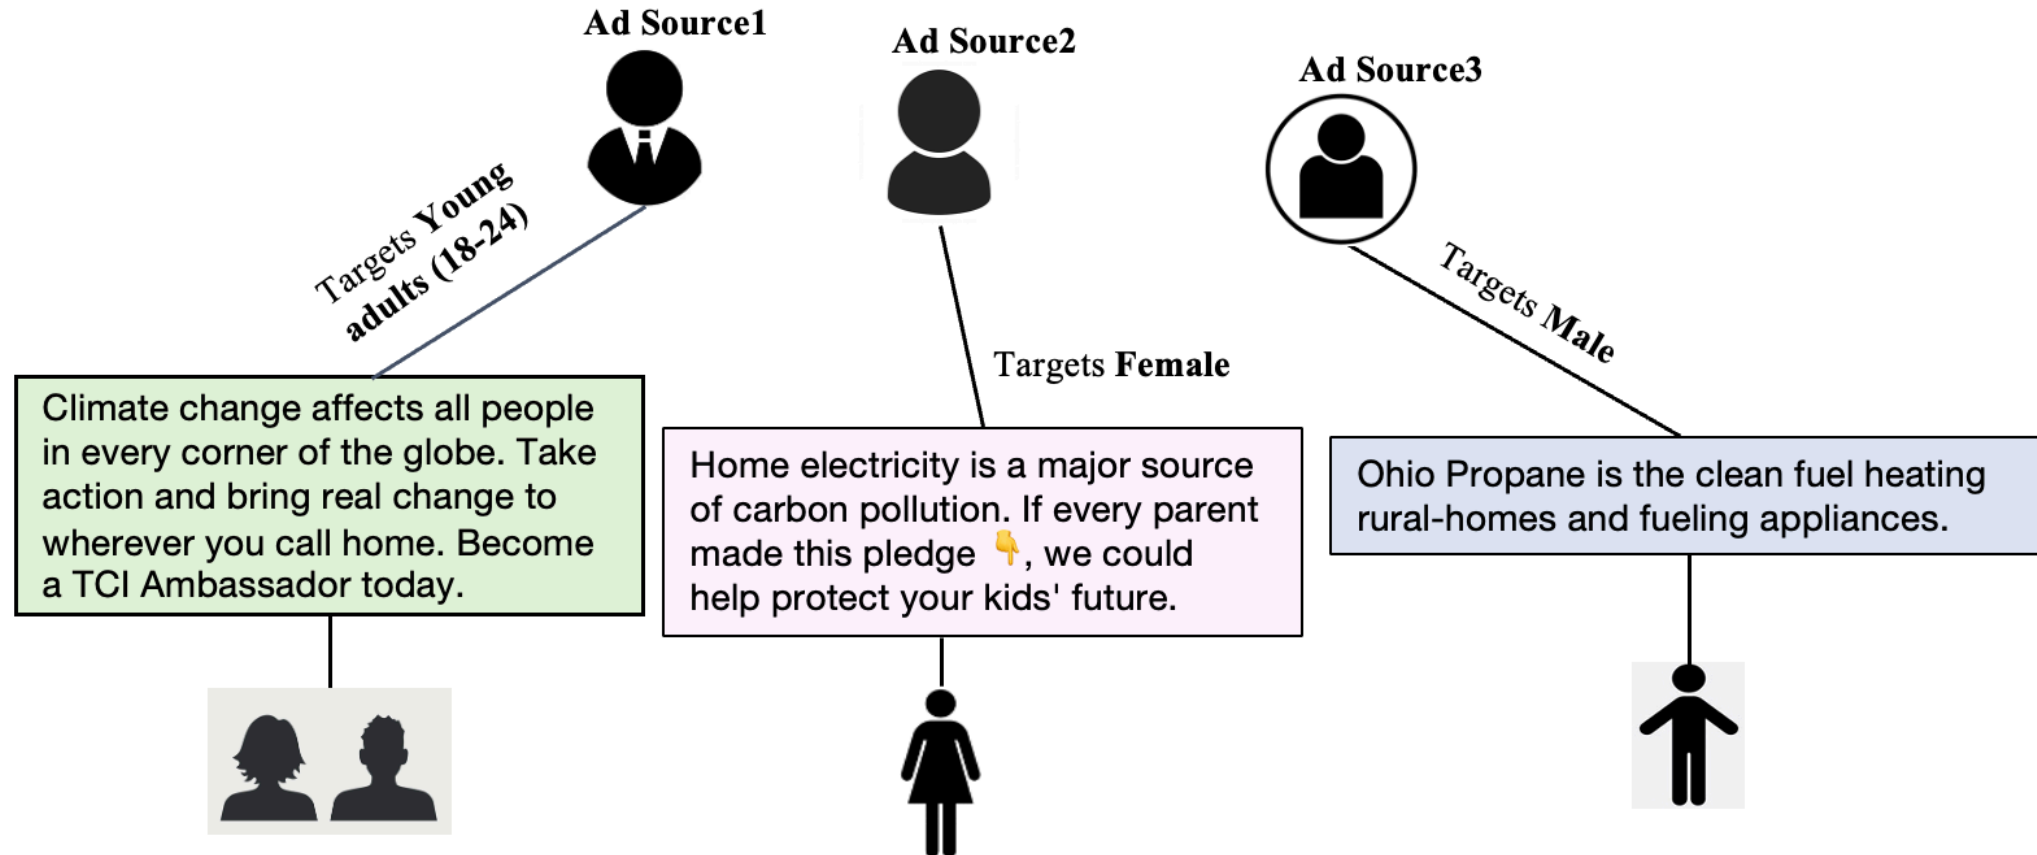 Ad Source1
Targets Young
adults (18-24)
Climate change affects all people
in every corner of the globe. Take
action and bring real change to
wherever you call home. Become
a TCI Ambassador today.
Ad Source2
Targets Female
Home electricity is a major source
of carbon pollution. If every parent
made this pledge 👇, we could
help protect your kids' future.
Ad Source3
Targets Male
Ohio Propane is the clean fuel heating
rural-homes and fueling appliances.